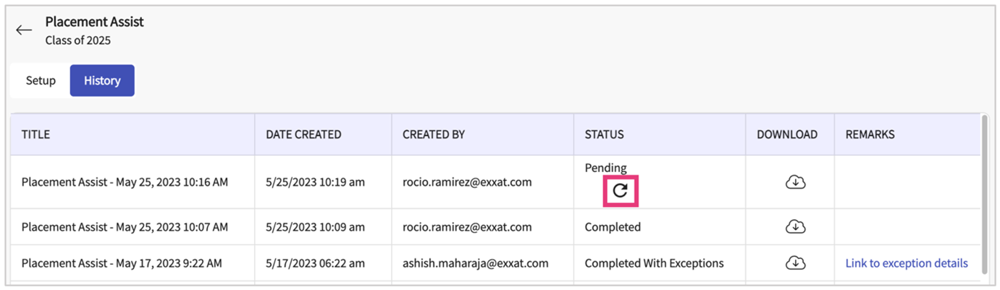 Placement Assist
Class of 2025
Setup
History
TITLE DATE CREATED CREATED BY STATUS DOWNLOAD REMARKS
Placement Assist - May 25, 2023 10:16 AM 5/25/2023 10:19 am rocio.ramirez@exxat.com Pending
Placement Assist - May 25, 2023 10:07 AM 5/25/2023 10:09 am rocio.ramirez@exxat.com Completed
Placement Assist - May 17, 2023 9:22 AM 5/17/2023 06:22 am ashish.maharaja@exxat.com Completed With Exceptions Link to exception details